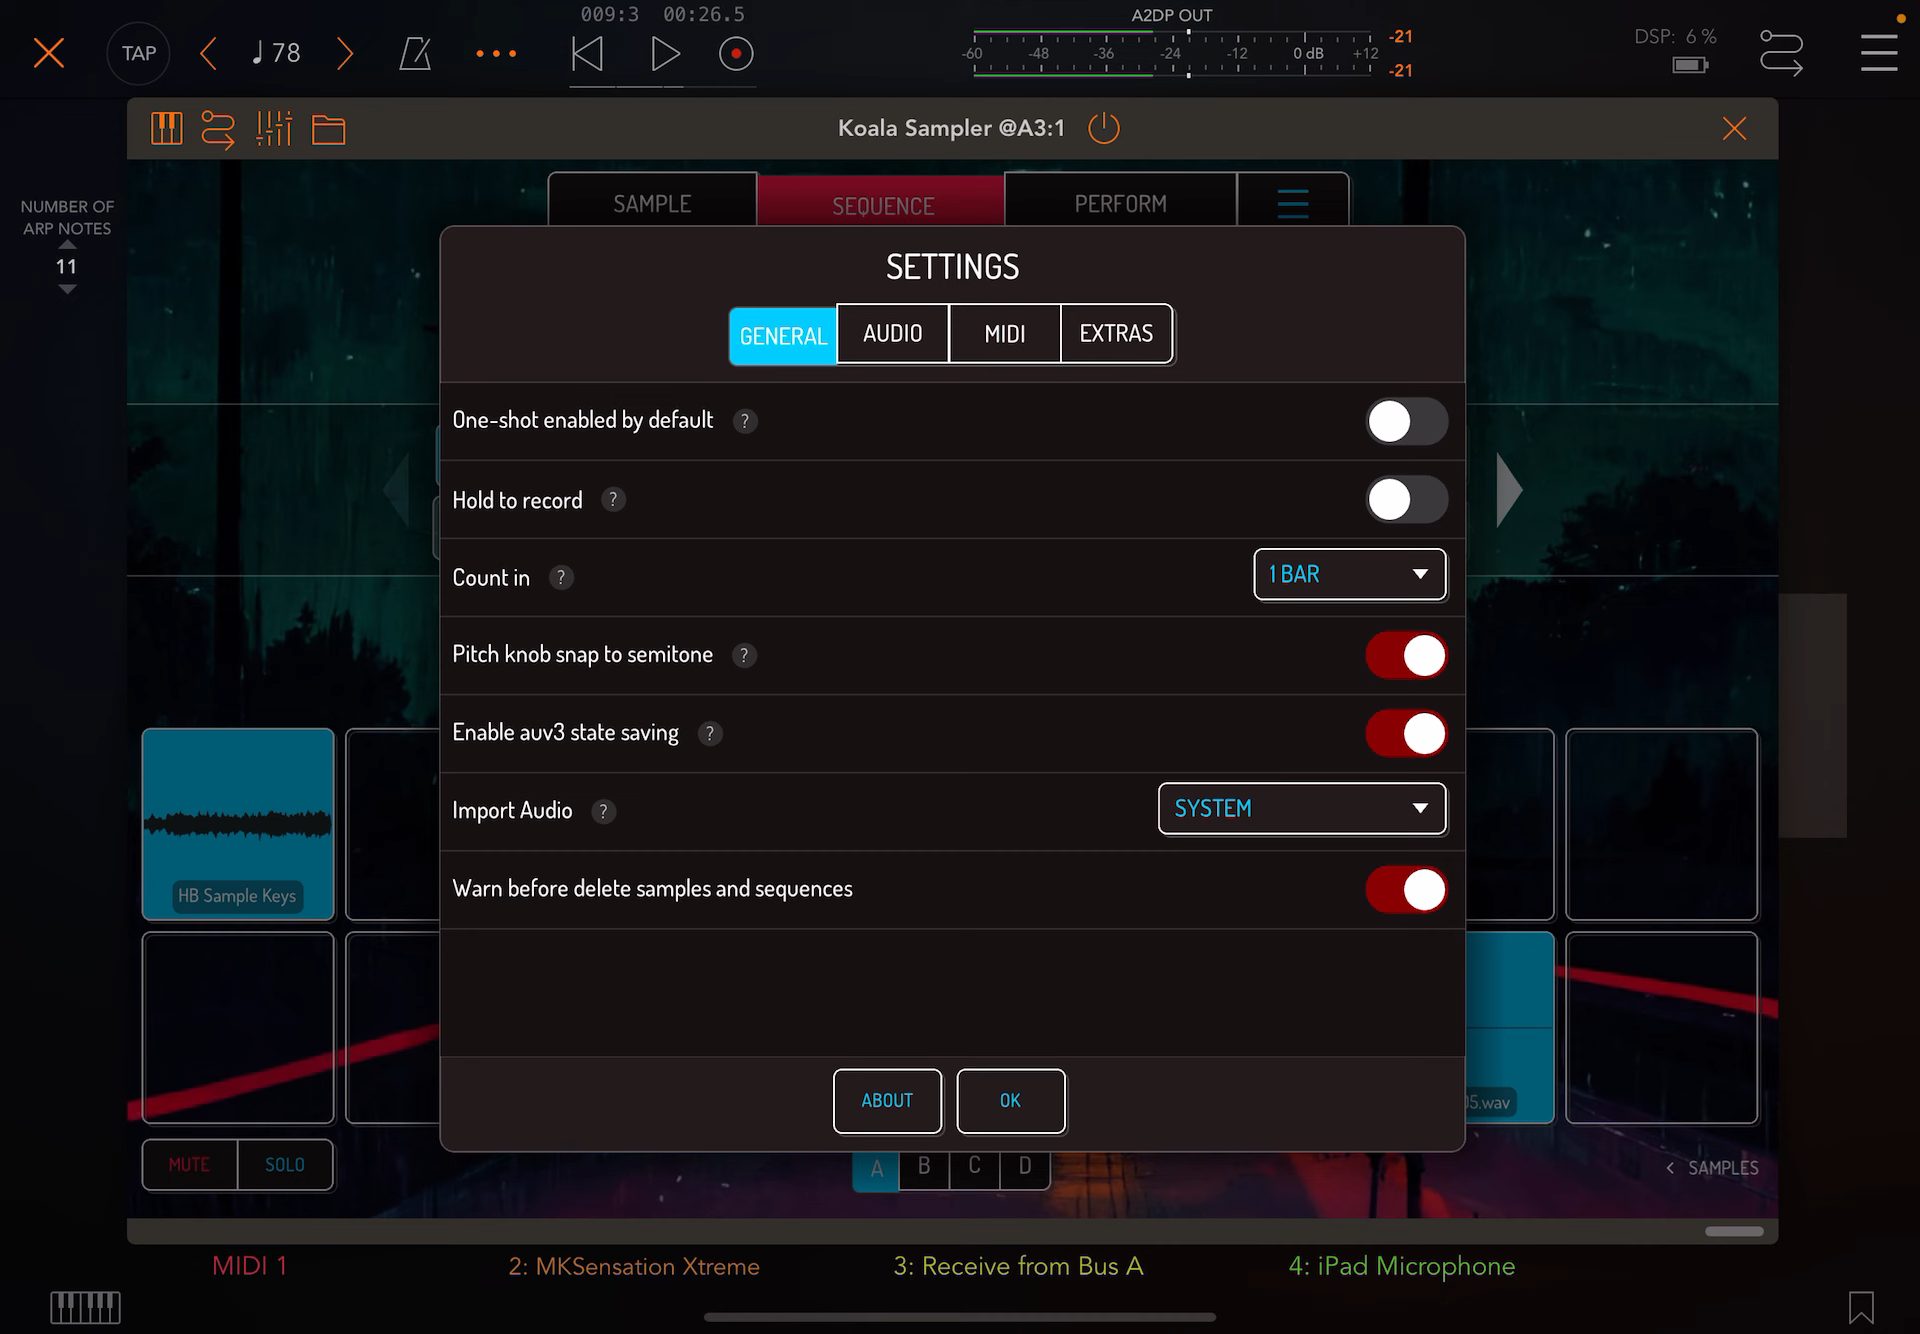 009:3 00:26.5
A2DP OUT
TAP
78
-60 -48 -36 -24 -12 0 dB +12
-21
-21
DSP: 6 %
Koala Sampler @A3:1
NUMBER OF
ARP NOTES
11
SAMPLE
SEQUENCE
PERFORM
SETTINGS
GENERAL
AUDIO
MIDI
EXTRAS
One-shot enabled by default ?
Hold to record ?
Count in ?
1 BAR
Pitch knob snap to semitone ?
Enable auv3 state saving ?
Import Audio ?
SYSTEM
Warn before delete samples and sequences
HB Sample Keys
05.wav
ABOUT
OK
MUTE
SOLO
A
B
C
D
< SAMPLES
MIDI 1
2: MKSensation Xtreme
3: Receive from Bus A
4: iPad Microphone